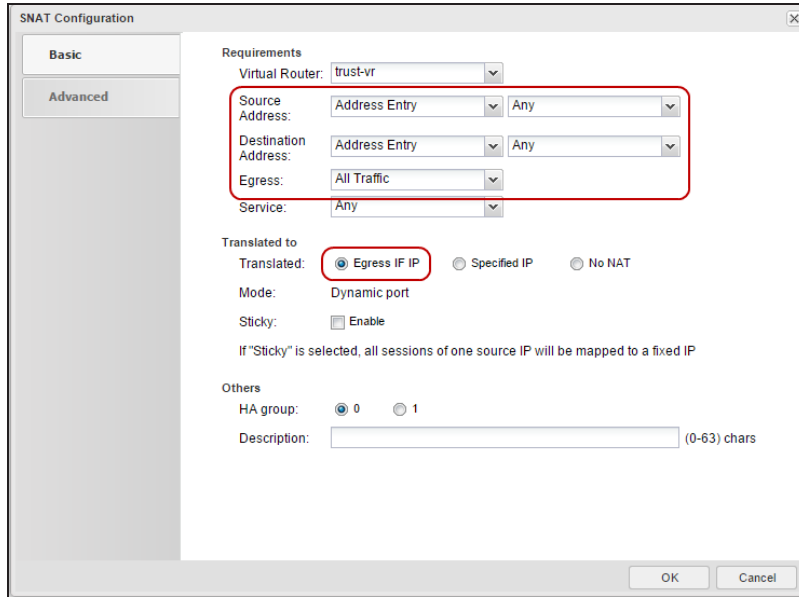 SNAT Configuration
Basic
Advanced
Requirements
Virtual Router: trust-vr
Source Address: Address Entry Any
Destination Address: Address Entry Any
Egress: All Traffic
Service: Any
Translated to
Translated: Egress IF IP Specified IP No NAT
Mode: Dynamic port
Sticky: Enable
If "Sticky" is selected, all sessions of one source IP will be mapped to a fixed IP
Others
HA group: 0 1
Description: (0-63) chars
OK Cancel